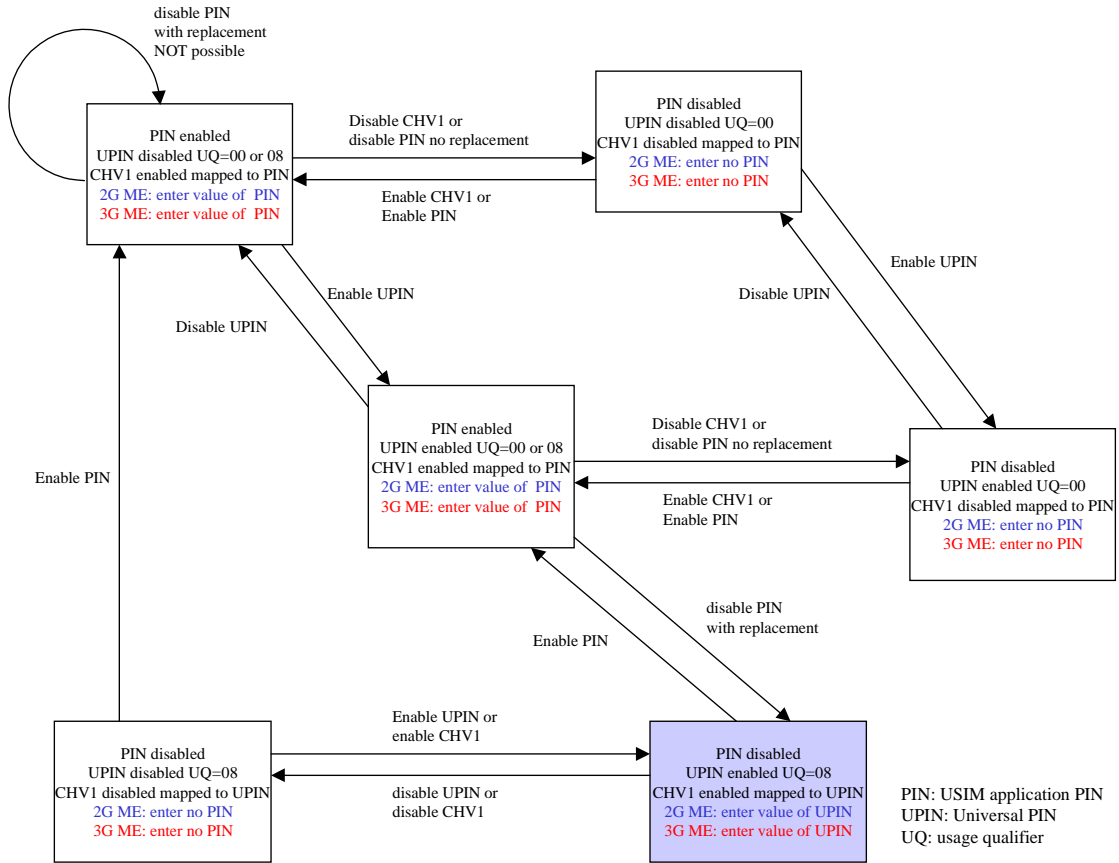 disable PIN
with replacement
NOT possible
PIN enabled
UPIN disabled UQ=00 or 08
CHV1 enabled mapped to PIN
2G ME: enter value of  PIN
3G ME: enter value of  PIN
Disable CHV1 or
disable PIN no replacement
Enable CHV1 or
Enable PIN
PIN disabled
UPIN disabled UQ=00
CHV1 disabled mapped to PIN
2G ME: enter no PIN
3G ME: enter no PIN
Enable UPIN
Disable UPIN
Enable UPIN
Disable UPIN
PIN enabled
UPIN enabled UQ=00 or 08
CHV1 enabled mapped to PIN
2G ME: enter value of  PIN
3G ME: enter value of  PIN
Disable CHV1 or
disable PIN no replacement
Enable CHV1 or
Enable PIN
PIN disabled
UPIN enabled UQ=00
CHV1 disabled mapped to PIN
2G ME: enter no PIN
3G ME: enter no PIN
Enable PIN
disable PIN
with replacement
Enable PIN
PIN disabled
UPIN disabled UQ=08
CHV1 disabled mapped to UPIN
2G ME: enter no PIN
3G ME: enter no PIN
Enable UPIN or
enable CHV1
disable UPIN or
disable CHV1
PIN disabled
UPIN enabled UQ=08
CHV1 enabled mapped to UPIN
2G ME: enter value of UPIN
3G ME: enter value of UPIN
PIN: USIM application PIN
UPIN: Universal PIN
UQ: usage qualifier